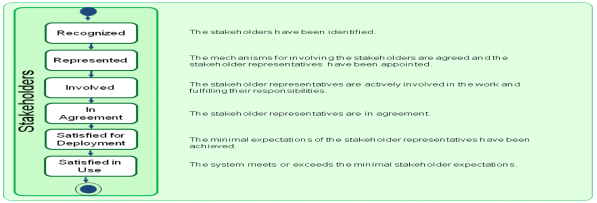 Stakeholders
Recognized
The stakeholders have been identified.
Represented
The mechanisms for involving the stakeholders are agreed and the
stakeholder representatives have been appointed.
Involved
The stakeholder representatives are actively involved in the work and
fulfilling their responsibilities.
In
Agreement
The stakeholder representatives are in agreement.
Satisfied for
Deployment
The minimal expectations of the stakeholder representatives have been
achieved.
Satisfied in
Use
The system meets or exceeds the minimal stakeholder expectations.